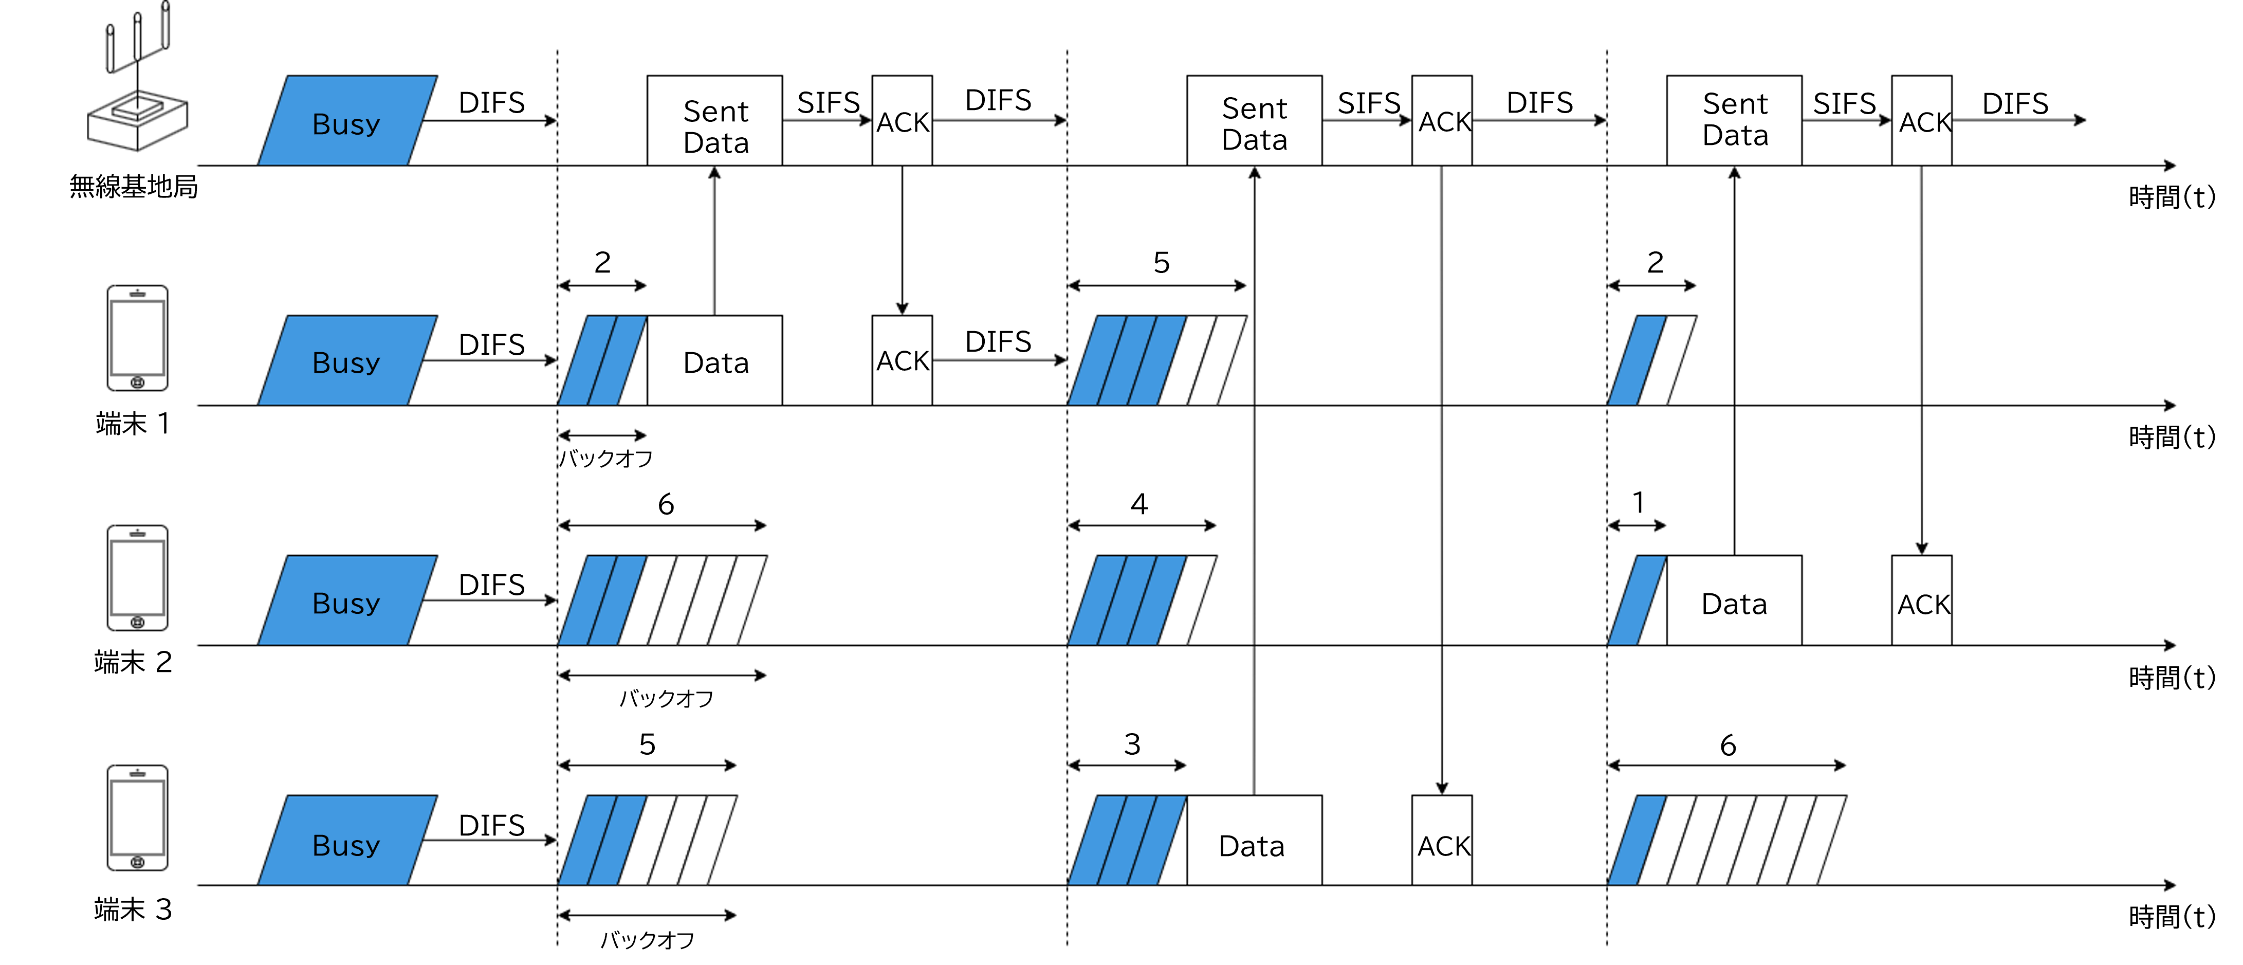 Busy
DIFS
Sent
Data
SIFS
ACK
DIFS
Sent
Data
SIFS
ACK
DIFS
Sent
Data
SIFS
ACK
DIFS
無線基地局
時間(t)
2
5
2
Busy
DIFS
Data
ACK
DIFS
端末 1
時間(t)
バックオフ
6
4
1
Busy
DIFS
Data
ACK
端末 2
時間(t)
バックオフ
5
3
6
Busy
DIFS
Data
ACK
端末 3
時間(t)
バックオフ